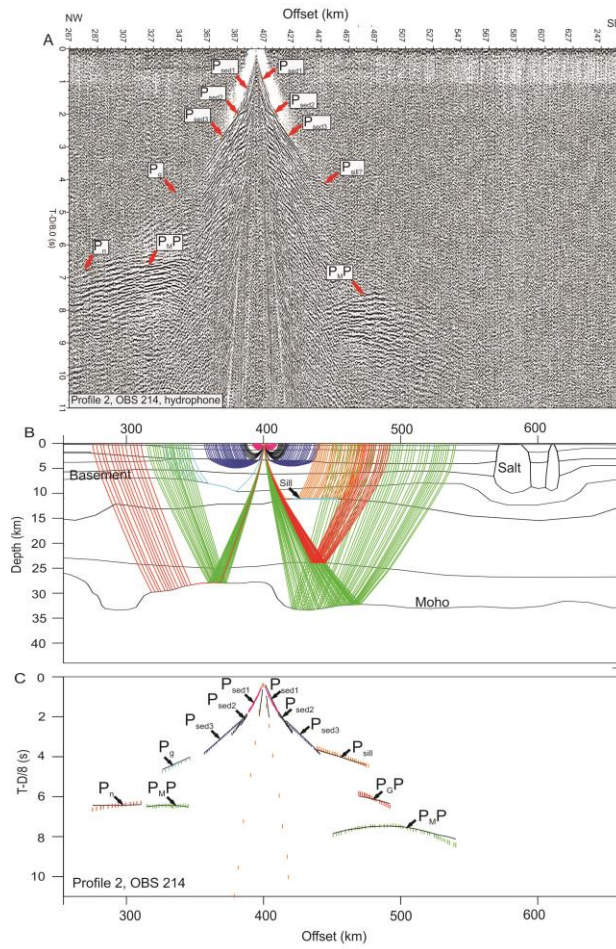 Offset (km)
NW
SE
A
267 287 307 327 347 367 387 407 427 447 467 487 507 527 547 567 587 607 627 647
0
Psed1 Psed1
1
Psed2 Psed2
2
Psed3 Psed3
3
Pg Psill?
4
5
T-D/8.0 (s)
6
Pn PMP PMP
7
8
9
10
11
Profile 2, OBS 214, hydrophone
B
300 400 500 600
0
5
Basement Salt
10
Sill
15
20
25
30
Moho
35
40
Depth (km)
C
0
Psed1 Psed1
Psed2 Psed2
2
Psed3 Psed3
Pg Psill
4
Pn PMP PGP
6
PMP
8
10
T-D/8 (s)
Profile 2, OBS 214
300 400 500 600
Offset (km)